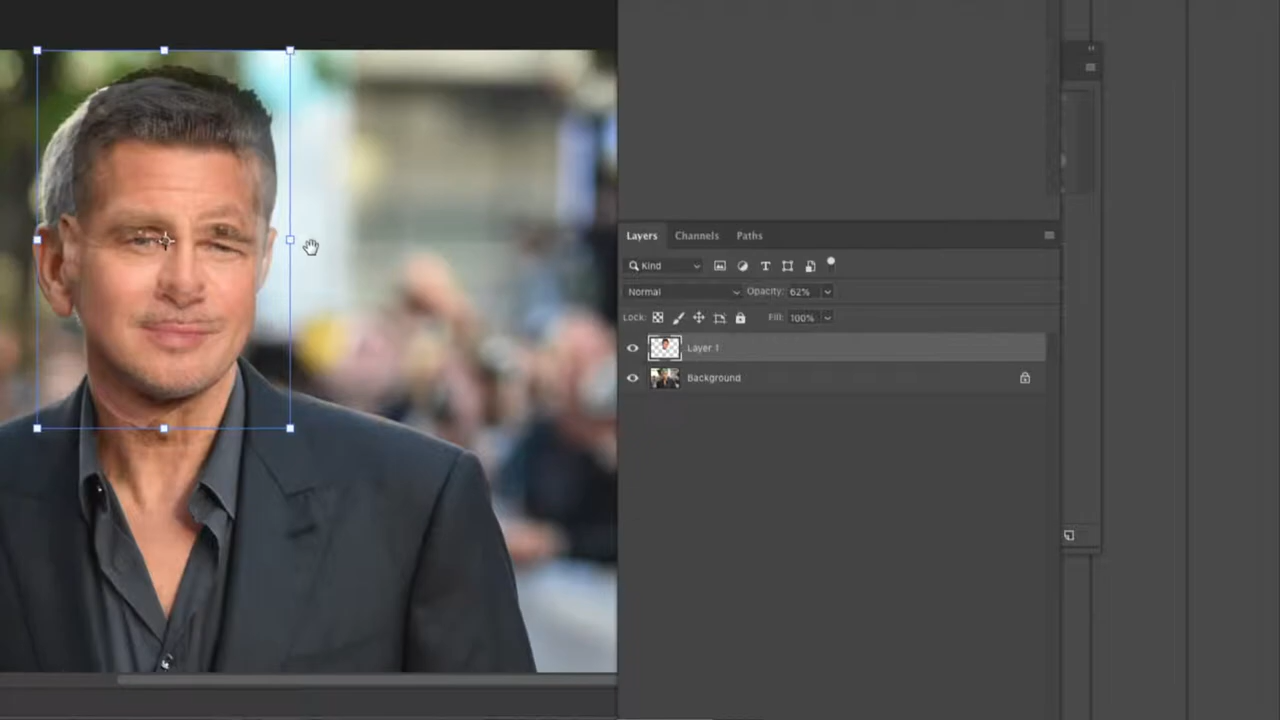 Layers Channels Paths
Kind
Normal Opacity: 62%
Lock: Fill: 100%
Layer 1
Background